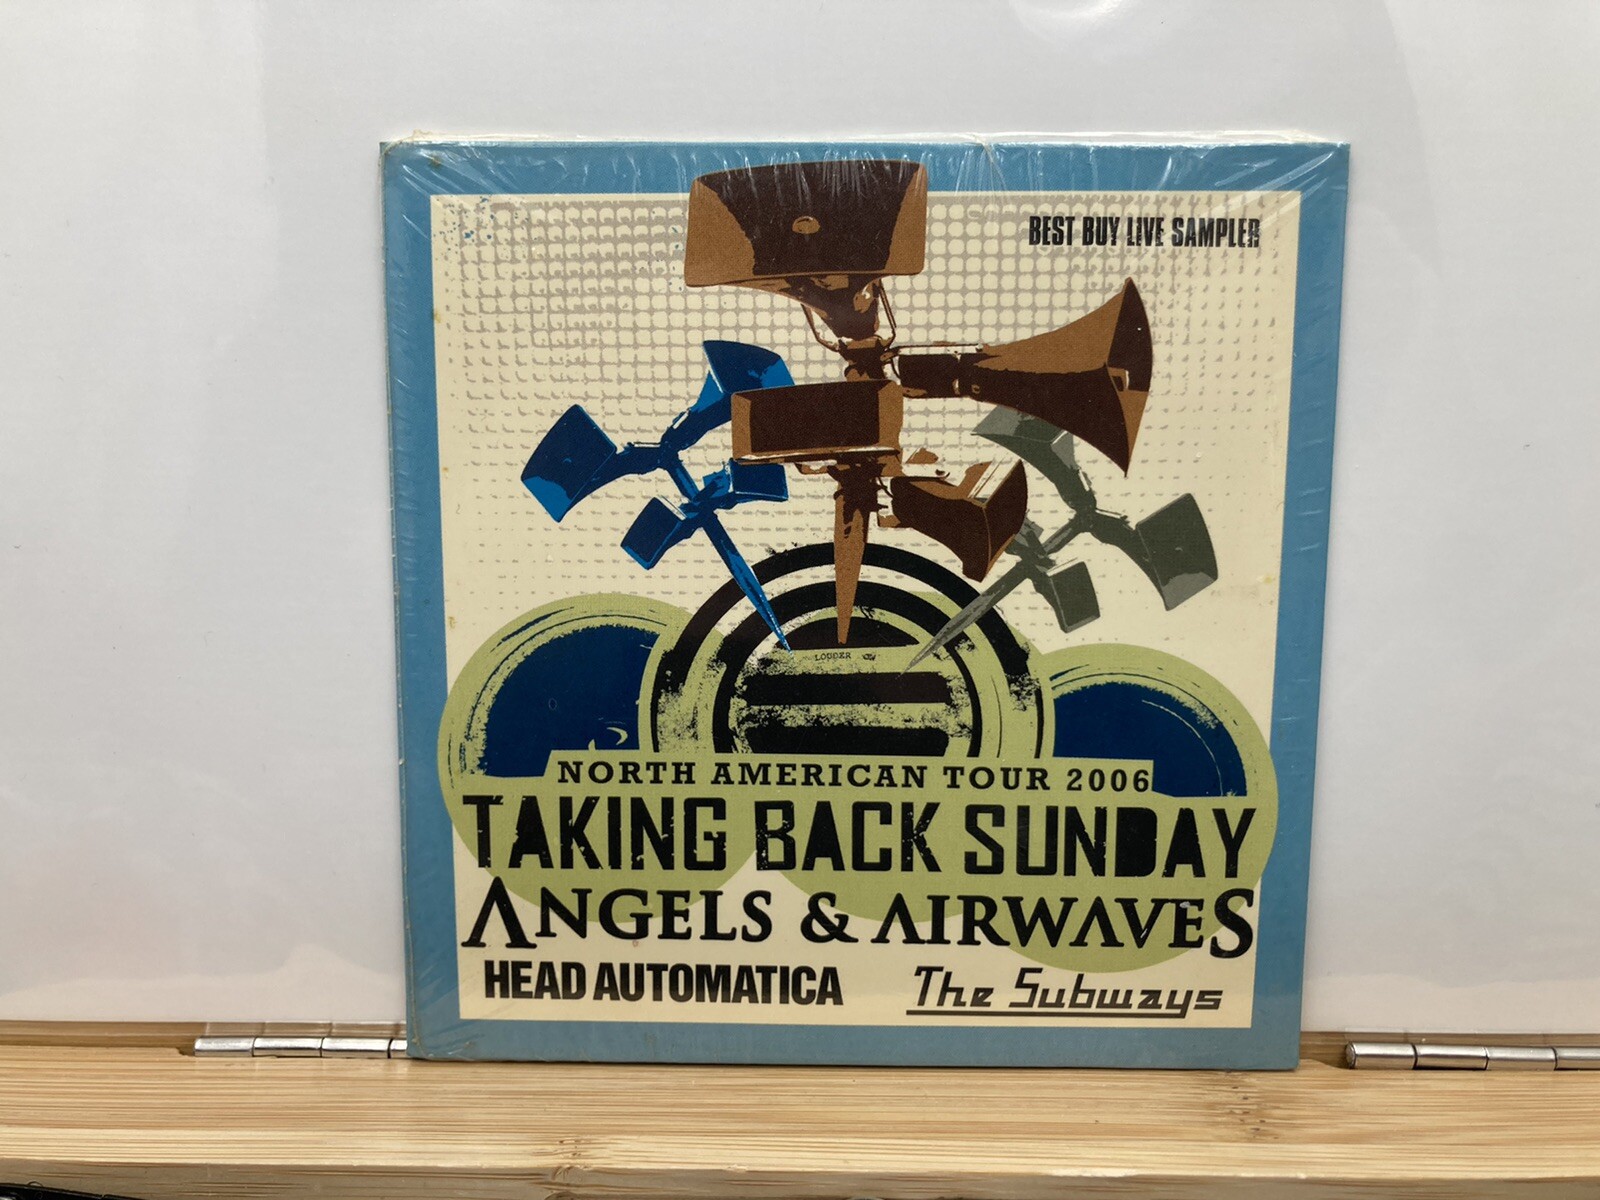 BEST BUY LIVE SAMPLER
LOUDER
NORTH AMERICAN TOUR 2006
TAKING BACK SUNDAY
ANGELS & AIRWAVES
HEAD AUTOMATICA
The Subways